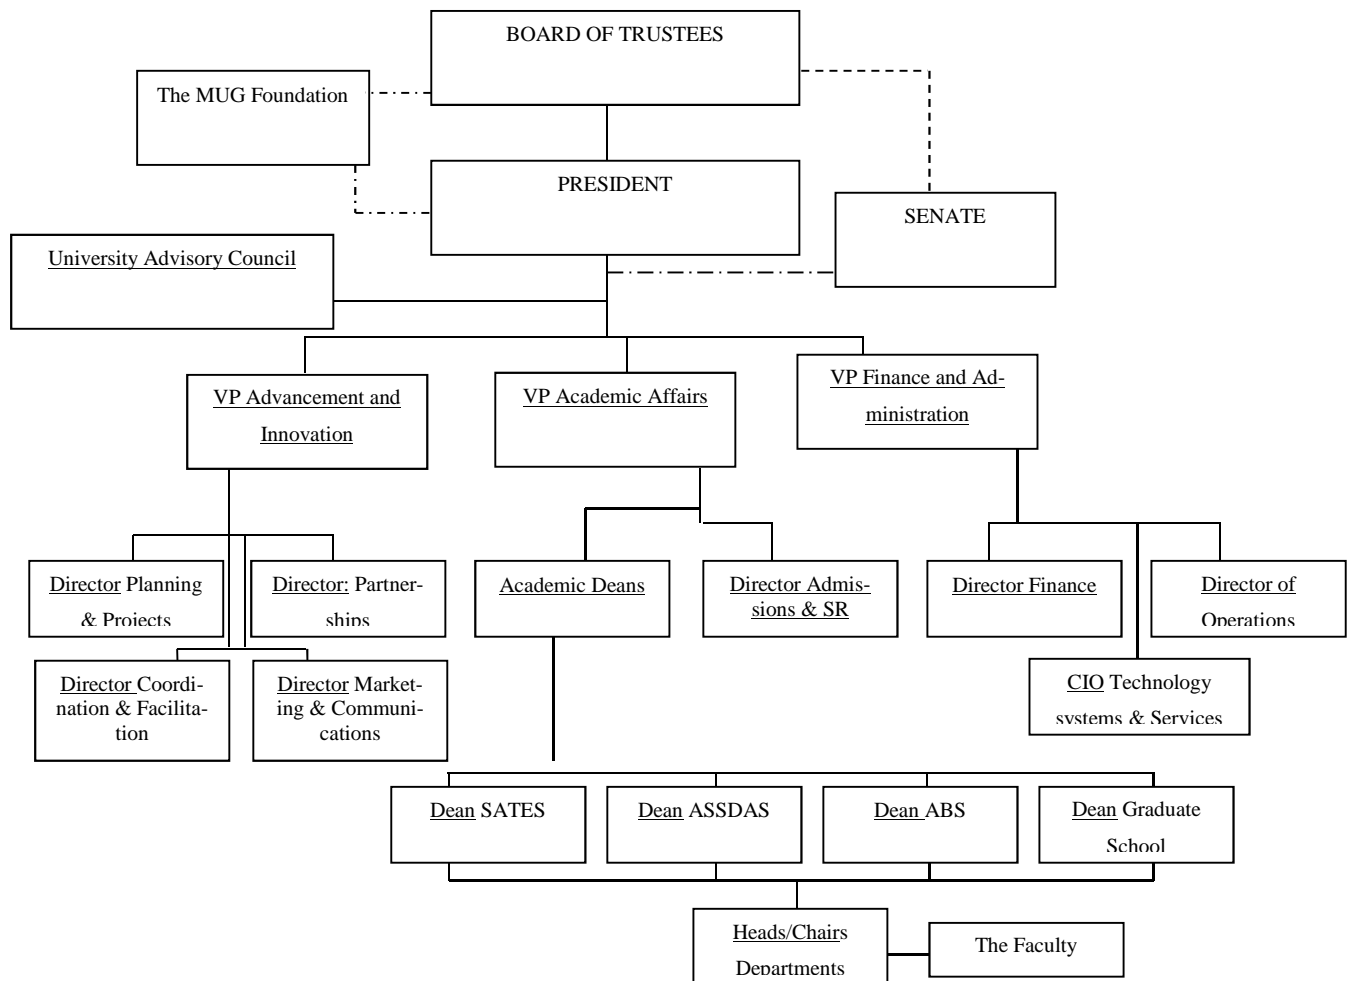 BOARD OF TRUSTEES
The MUG Foundation
PRESIDENT
SENATE
University Advisory Council
VP Advancement and
Innovation
VP Academic Affairs
VP Finance and Ad-
ministration
Director Planning
& Projects
Director: Partner-
ships
Academic Deans
Director Admis-
sions & SR
Director Finance
Director of
Operations
Director Coordi-
nation & Facilita-
tion
Director Market-
ing & Communi-
cations
CIO Technology
systems & Services
Dean SATES
Dean ASSDAS
Dean ABS
Dean Graduate
School
Heads/Chairs
Departments
The Faculty